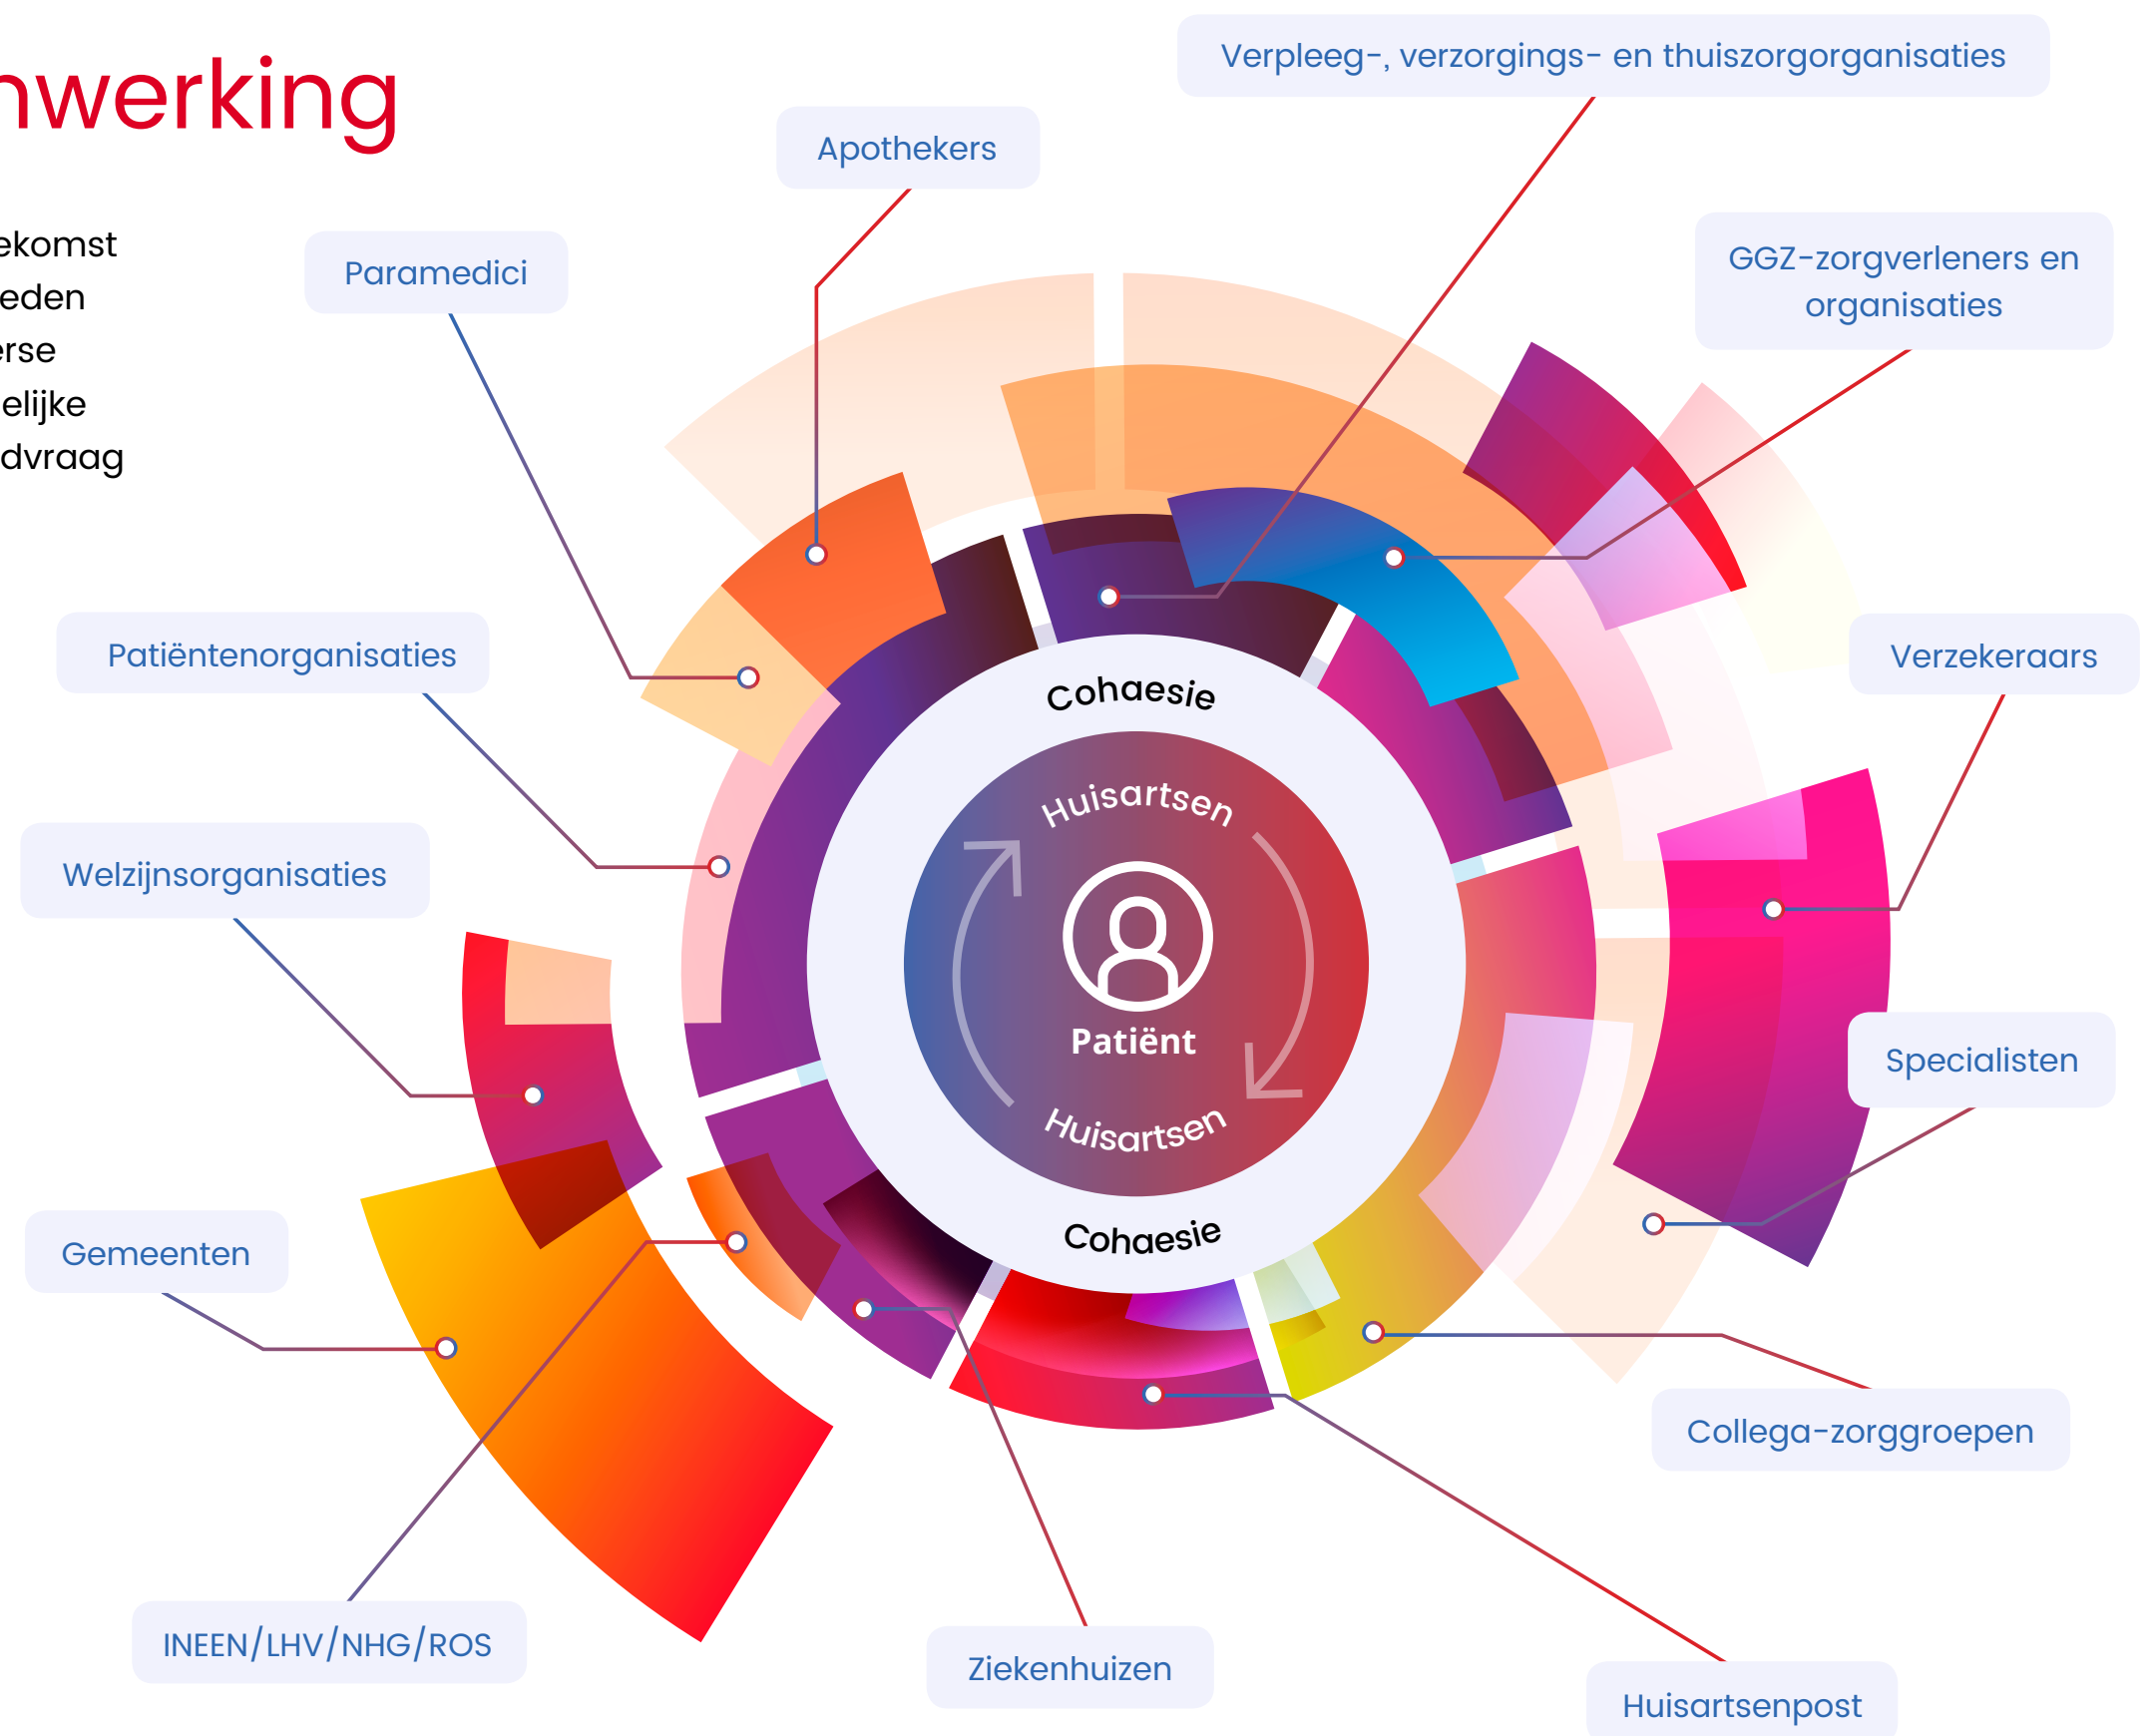 nwerking
ekomst
eden
erse
elijke
dvraag
Verpleeg-, verzorgings- en thuiszorgorganisaties
Apothekers
GGZ-zorgverleners en
organisaties
Paramedici
Patiëntenorganisaties
Verzekeraars
Welzijnsorganisaties
Cohaesie
Huisartsen
Patiënt
Huisartsen
Cohaesie
Specialisten
Gemeenten
Collega-zorggroepen
INEEN/LHV/NHG/ROS
Ziekenhuizen
Huisartsenpost